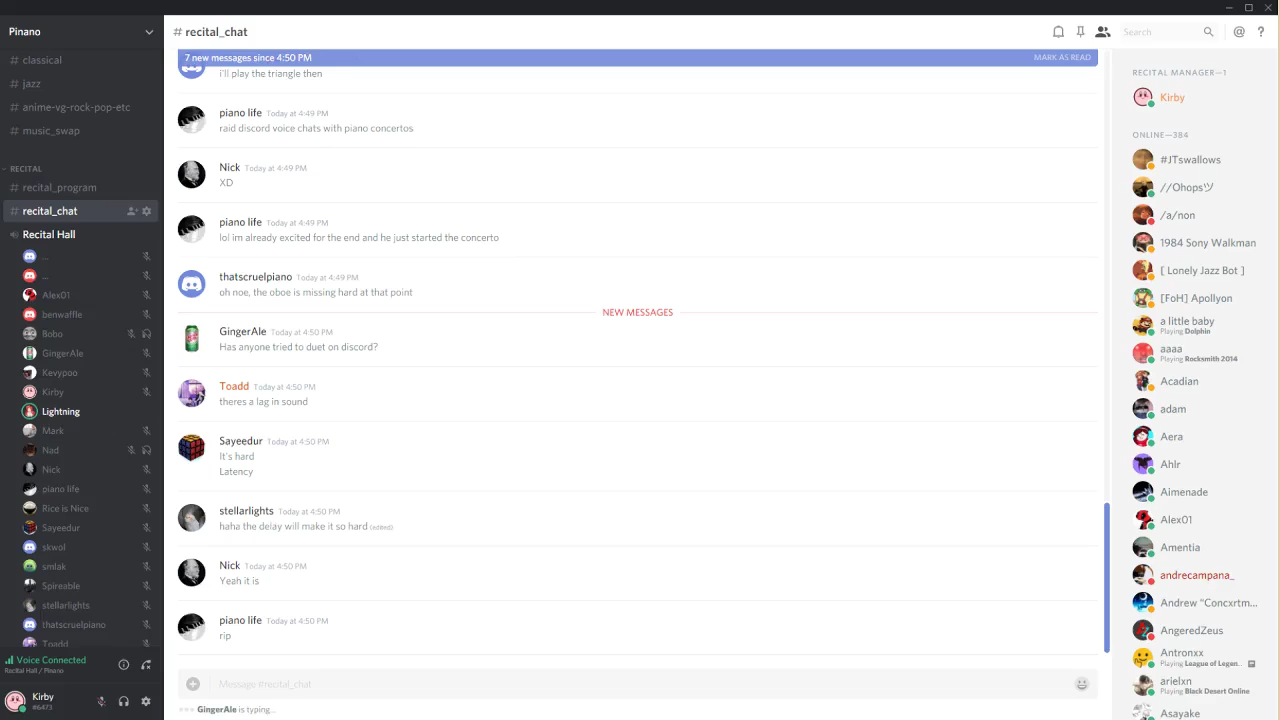 Pinano
# classical
# jazz
# anime-vg-rock-pop-etc
# music_swap
RECITAL
# recital_program
# recital_chat
Recital Hall
..
..
Alex01
benwaffle
Bobo
GingerAle
Kevypoo
Kirby
Lightning
Mark
Nad
Nick
piano life
Rice is Nice
Sayeedur
skwol
smlak
Spireable
stellarlights
thatscruelpiano
Toadd
Voice Connected
Recital Hall / Pinano
Kirby
#6473
# recital_chat
Search
@
?
7 new messages since 4:50 PM
MARK AS READ
i'll play the triangle then
piano life Today at 4:49 PM
raid discord voice chats with piano concertos
Nick Today at 4:49 PM
XD
piano life Today at 4:49 PM
lol im already excited for the end and he just started the concerto
thatscruelpiano Today at 4:49 PM
oh noe, the oboe is missing hard at that point
NEW MESSAGES
GingerAle Today at 4:50 PM
Has anyone tried to duet on discord?
Toadd Today at 4:50 PM
theres a lag in sound
Sayeedur Today at 4:50 PM
It's hard
Latency
stellarlights Today at 4:50 PM
haha the delay will make it so hard (edited)
Nick Today at 4:50 PM
Yeah it is
piano life Today at 4:50 PM
rip
Message #recital_chat
GingerAle is typing...
RECITAL MANAGER—1
Kirby
ONLINE—384
#JTswallows
//Ohopsツ
/a/non
1984 Sony Walkman
[ Lonely Jazz Bot ]
[FoH] Apollyon
a little baby
Playing Dolphin
aaaa
Playing Rocksmith 2014
Acadian
adam
Aera
Ahlr
Aimenade
Alex01
Amentia
andrecampana_
Andrew "Concxrtm...
AngeredZeus
Antronxx
Playing League of Legen...
arielxn
Playing Black Desert Online
Asayake